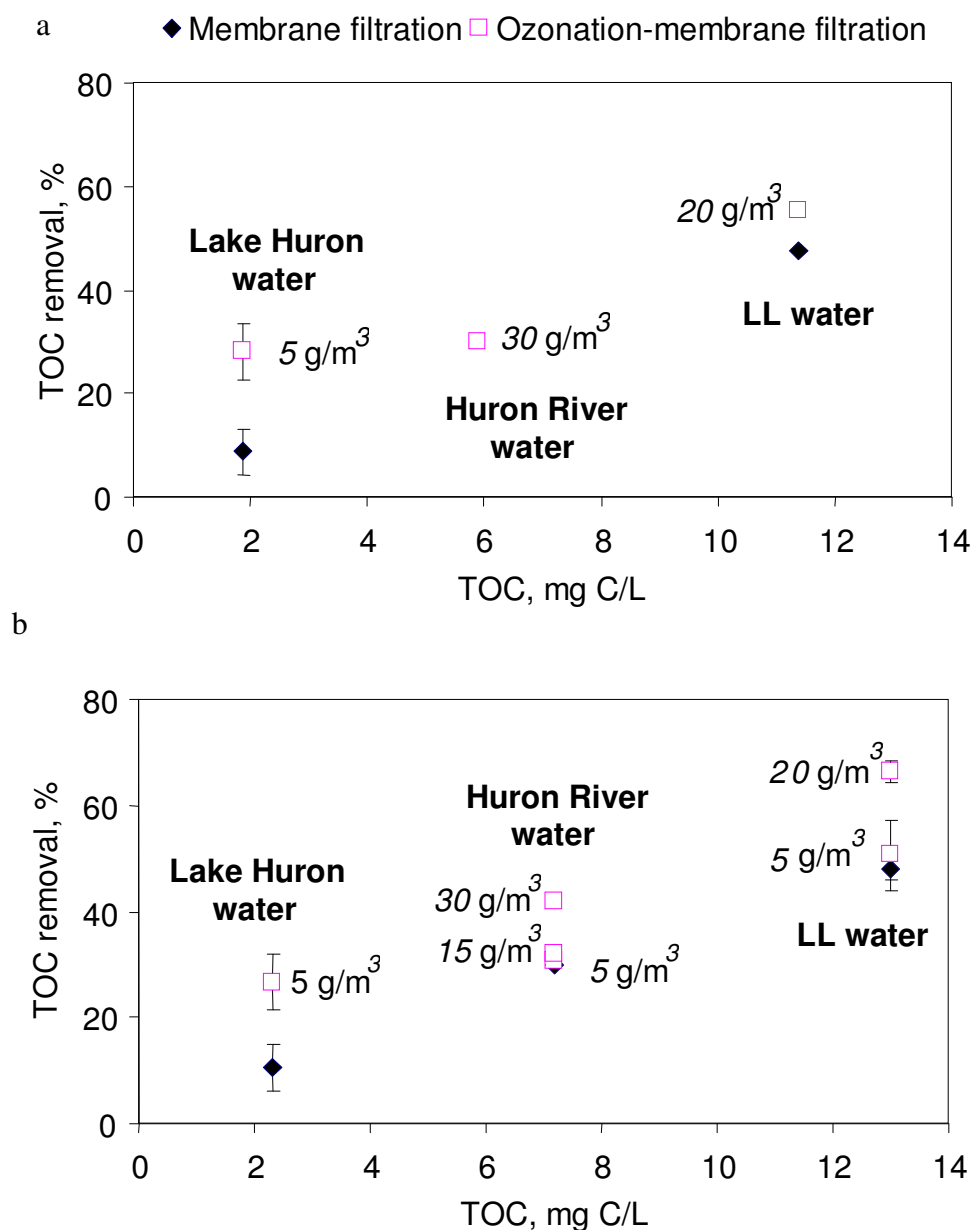 a
Membrane filtration Ozonation-membrane filtration
80
60
40
20
0
TOC removal, %
Lake Huron
water
5 g/m³
30 g/m³
Huron River
water
20 g/m³
LL water
0 2 4 6 8 10 12 14
TOC, mg C/L
b
80
60
40
20
0
TOC removal, %
Lake Huron
water
5 g/m³
Huron River
water
30 g/m³
15 g/m³
5 g/m³
20 g/m³
5 g/m³
LL water
0 2 4 6 8 10 12 14
TOC, mg C/L